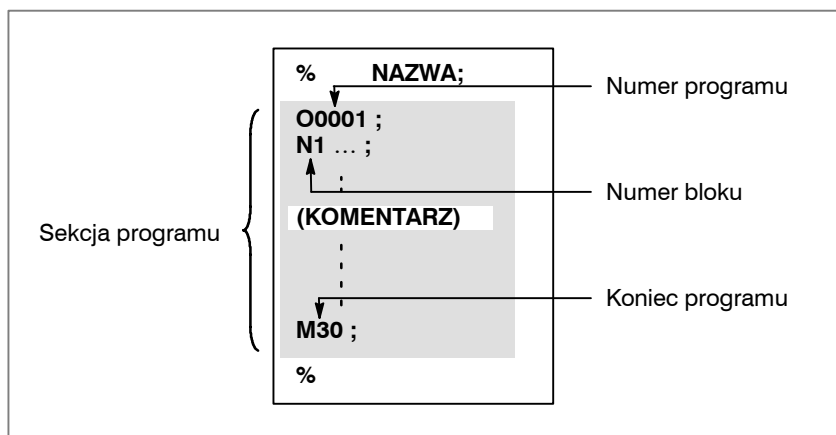 % NAZWA;
Numer programu
O0001 ;
N1 ... ;
Numer bloku
(KOMENTARZ)
Sekcja programu
Koniec programu
M30 ;
%